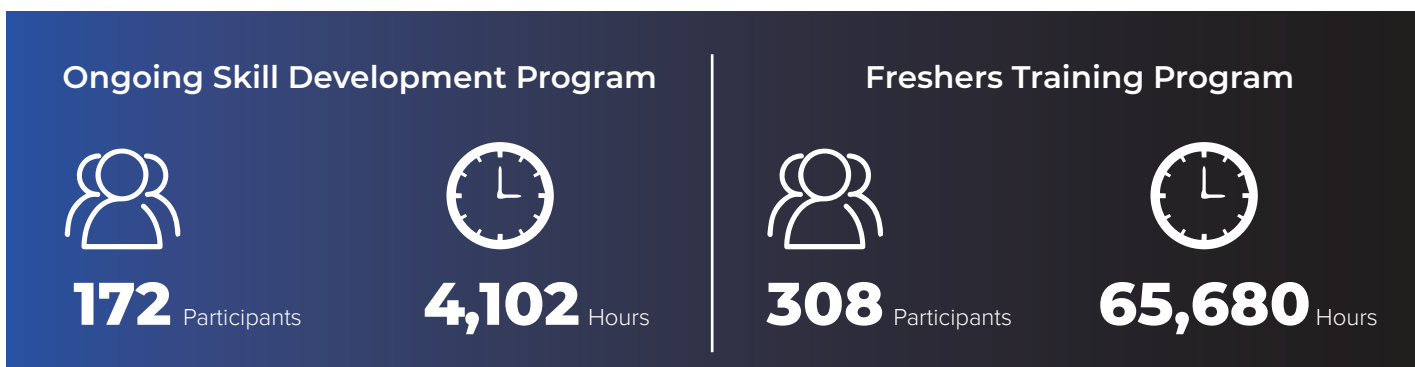 Ongoing Skill Development Program
172 Participants
4,102 Hours
Freshers Training Program
308 Participants
65,680 Hours